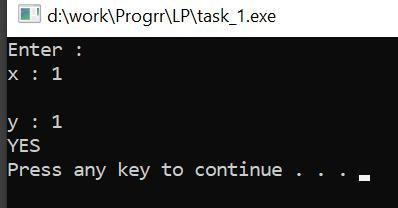 d:\work\Progrr\LP\task_1.exe
Enter :
x : 1
y : 1
YES
Press any key to continue . . .